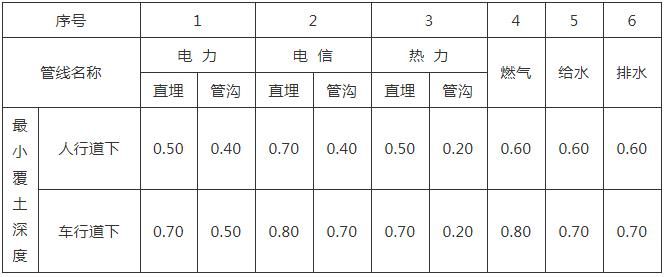 序号 1 2 3 4 5 6
管线名称 电 力 电 信 热 力 燃气 给水 排水
直埋 管沟 直埋 管沟 直埋 管沟
最小覆土深度
人行道下 0.50 0.40 0.70 0.40 0.50 0.20 0.60 0.60 0.60
车行道下 0.70 0.50 0.80 0.70 0.70 0.20 0.80 0.70 0.70